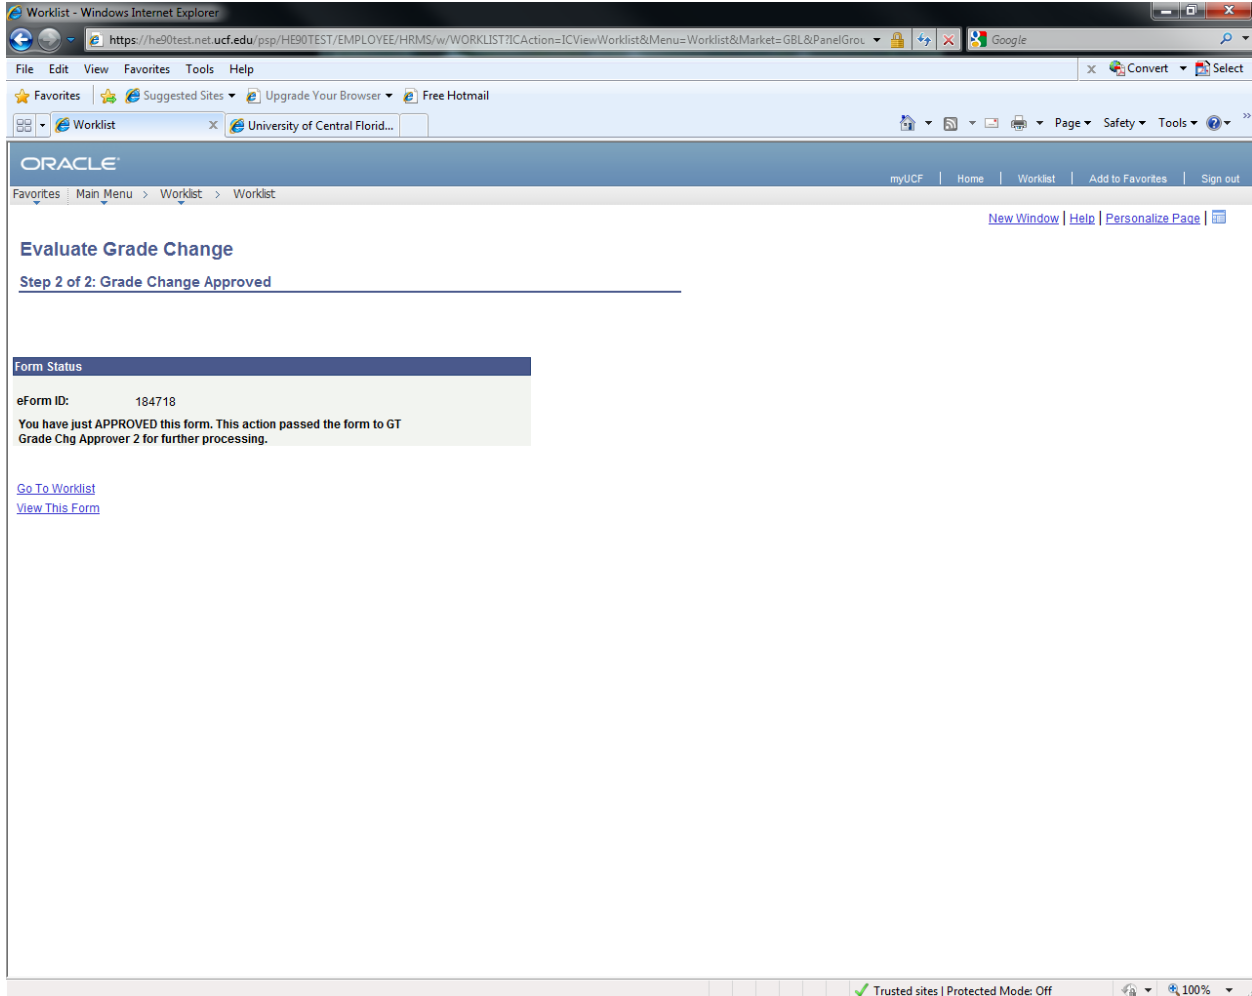 Worklist - Windows Internet Explorer
https://he90test.net.ucf.edu/psp/HE90TEST/EMPLOYEE/HRMS/w/WORKLIST?ICAction=ICViewWorklist&Menu=Worklist&Market=GBL&PanelGrou
Google
File Edit View Favorites Tools Help
x Convert Select
Favorites Suggested Sites Upgrade Your Browser Free Hotmail
Worklist x University of Central Florid...
Page Safety Tools
ORACLE
myUCF | Home | Worklist | Add to Favorites | Sign out
Favorites Main Menu > Worklist > Worklist
New Window | Help | Personalize Page |
Evaluate Grade Change
Step 2 of 2: Grade Change Approved
Form Status
eForm ID: 184718
You have just APPROVED this form. This action passed the form to GT
Grade Chg Approver 2 for further processing.
Go To Worklist
View This Form
Trusted sites | Protected Mode: Off 100%